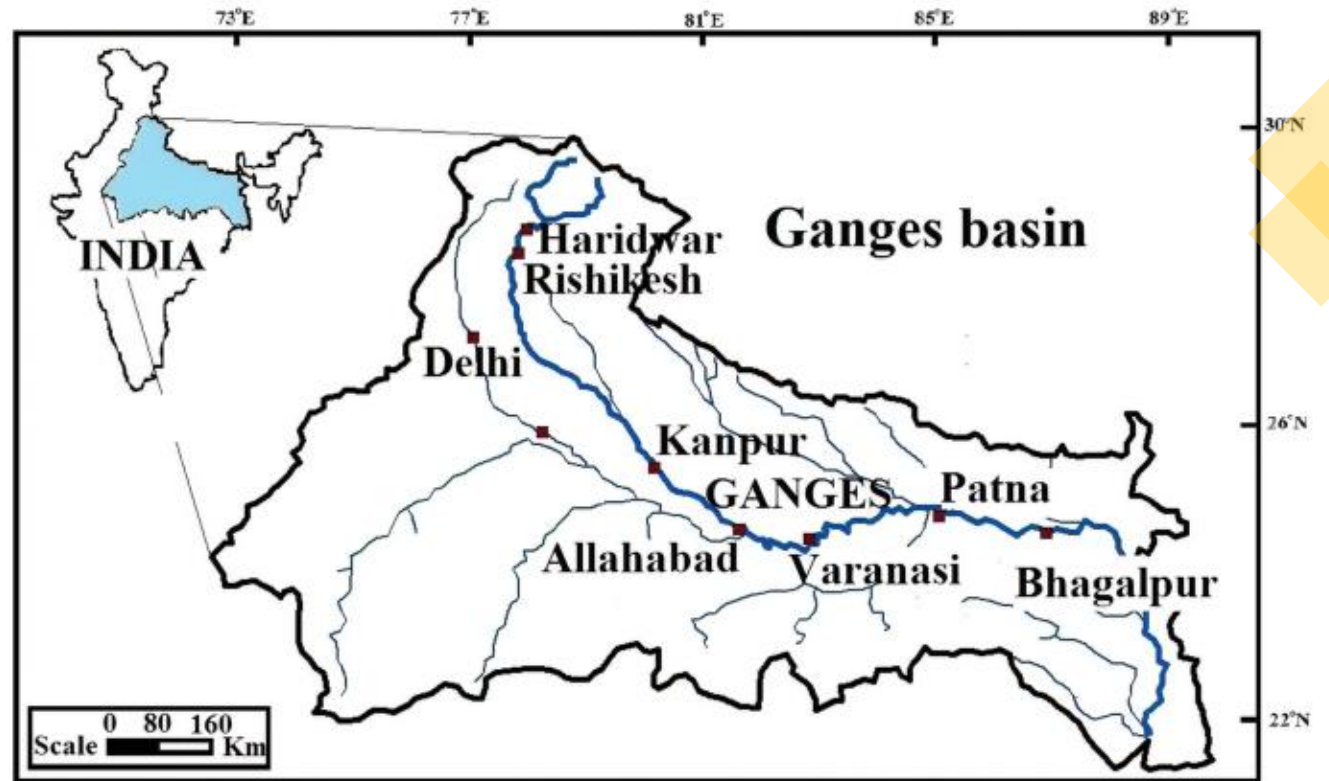 73°E 77°E 81°E 85°E 89°E
30°N
Ganges basin
INDIA
Haridwar
Rishikesh
Delhi
26°N
Kanpur
GANGES
Patna
Allahabad
Varanasi
Bhagalpur
0 80 160
Scale Km
22°N